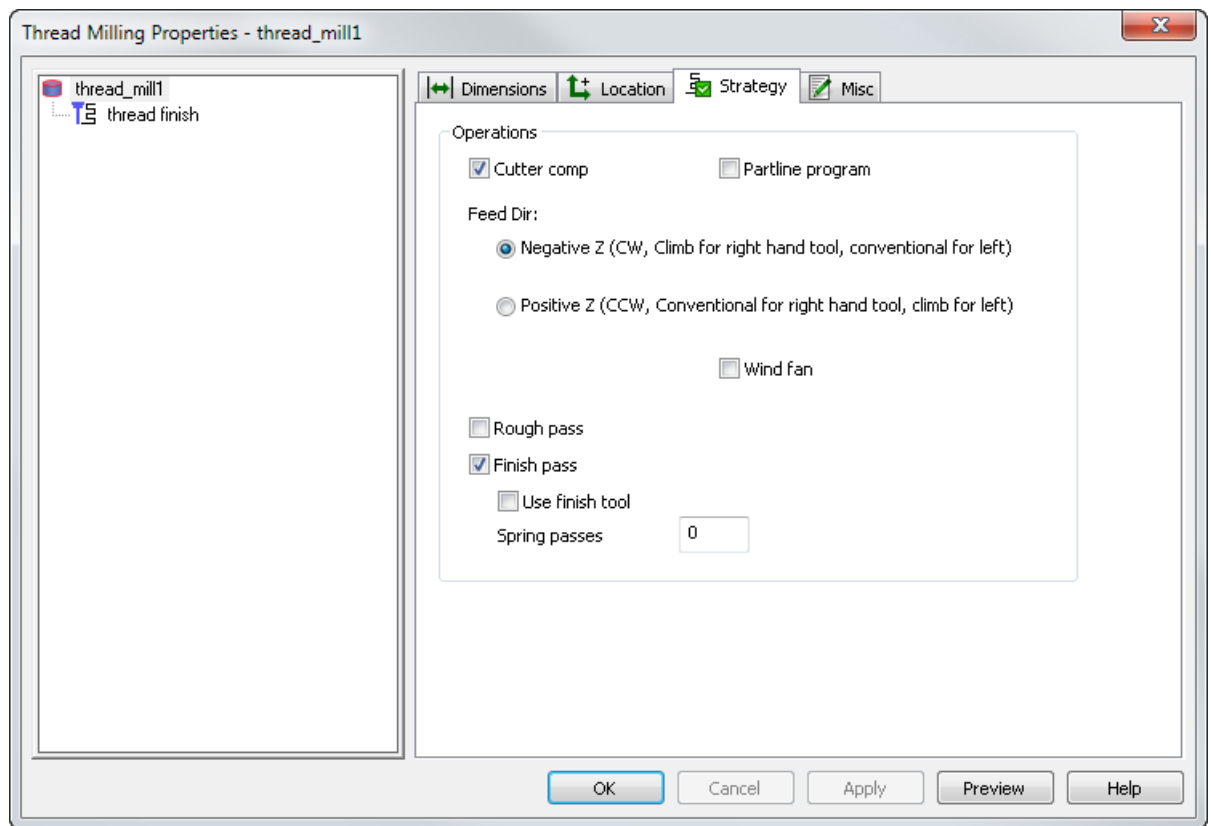 Thread Milling Properties - thread_mill1
thread_mill1
thread finish
Dimensions Location Strategy Misc
Operations
Cutter comp Partline program
Feed Dir:
Negative Z (CW, Climb for right hand tool, conventional for left)
Positive Z (CCW, Conventional for right hand tool, climb for left)
Wind fan
Rough pass
Finish pass
Use finish tool
Spring passes 0
OK Cancel Apply Preview Help